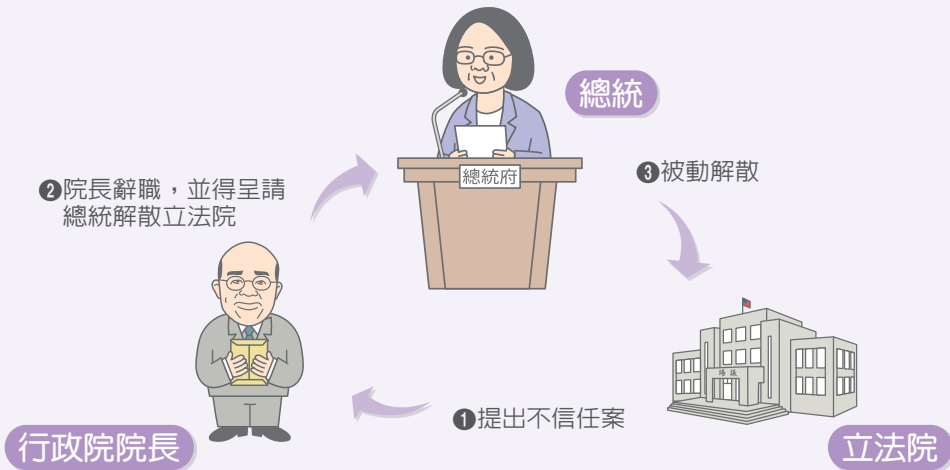 總統
總統府
❸被動解散
❷院長辭職，並得呈請
總統解散立法院
場議
❶提出不信任案
行政院院長
立法院